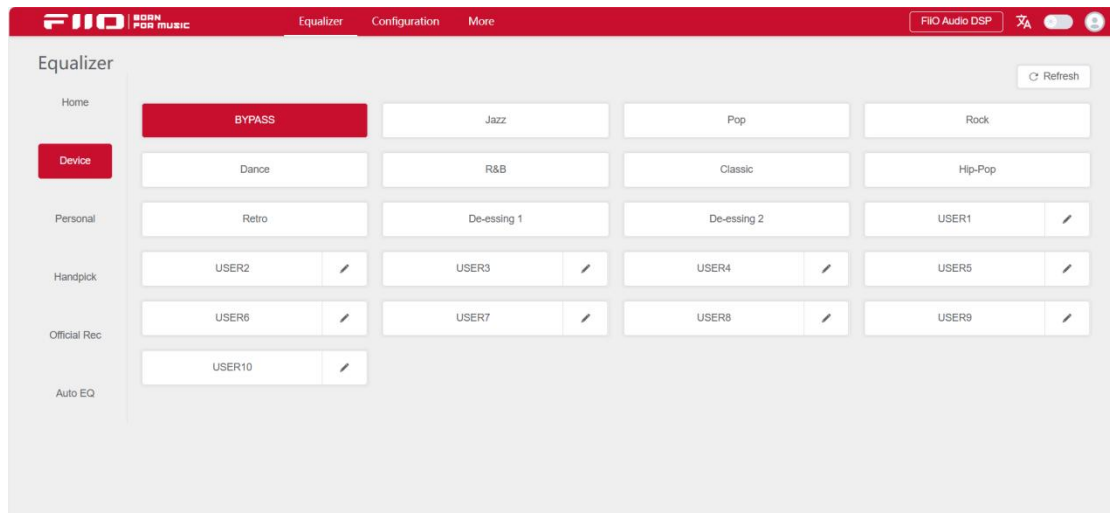 FIIO BORN FOR MUSIC Equalizer Configuration More FIIO Audio DSP
Equalizer
Refresh
Home
BYPASS Jazz Pop Rock
Device
Dance R&B Classic Hip-Pop
Personal
Retro De-essing 1 De-essing 2 USER1
Handpick
USER2 USER3 USER4 USER5
Official Rec
USER6 USER7 USER8 USER9
Auto EQ
USER10